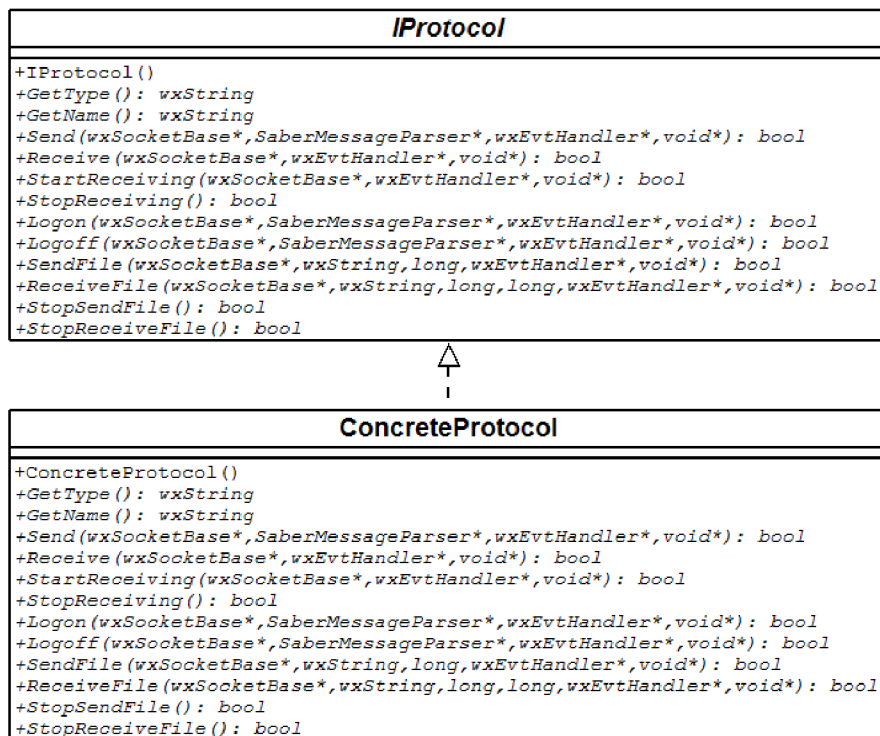 IProtocol
+IProtocol()
+GetType(): wxString
+GetName(): wxString
+Send(wxSocketBase*,SaberMessageParser*,wxEvtHandler*,void*): bool
+Receive(wxSocketBase*,wxEvtHandler*,void*): bool
+StartReceiving(wxSocketBase*,wxEvtHandler*,void*): bool
+StopReceiving(): bool
+Logon(wxSocketBase*,SaberMessageParser*,wxEvtHandler*,void*): bool
+Logoff(wxSocketBase*,SaberMessageParser*,wxEvtHandler*,void*): bool
+SendFile(wxSocketBase*,wxString,long,wxEvtHandler*,void*): bool
+ReceiveFile(wxSocketBase*,wxString,long,long,wxEvtHandler*,void*): bool
+StopSendFile(): bool
+StopReceiveFile(): bool
ConcreteProtocol
+ConcreteProtocol()
+GetType(): wxString
+GetName(): wxString
+Send(wxSocketBase*,SaberMessageParser*,wxEvtHandler*,void*): bool
+Receive(wxSocketBase*,wxEvtHandler*,void*): bool
+StartReceiving(wxSocketBase*,wxEvtHandler*,void*): bool
+StopReceiving(): bool
+Logon(wxSocketBase*,SaberMessageParser*,wxEvtHandler*,void*): bool
+Logoff(wxSocketBase*,SaberMessageParser*,wxEvtHandler*,void*): bool
+SendFile(wxSocketBase*,wxString,long,wxEvtHandler*,void*): bool
+ReceiveFile(wxSocketBase*,wxString,long,long,wxEvtHandler*,void*): bool
+StopSendFile(): bool
+StopReceiveFile(): bool